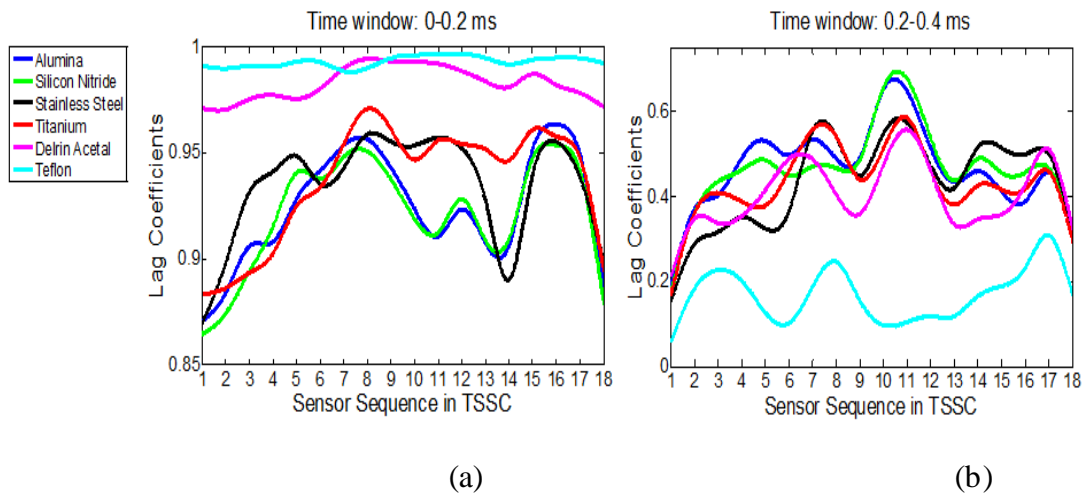 Time window: 0-0.2 ms
Time window: 0.2-0.4 ms
Alumina
Silicon Nitride
Stainless Steel
Titanium
Delrin Acetal
Teflon
Lag Coefficients
1
0.95
0.9
0.85
1 2 3 4 5 6 7 8 9 10 11 12 13 14 15 16 17 18
Sensor Sequence in TSSC
Lag Coefficients
0.6
0.4
0.2
0
1 2 3 4 5 6 7 8 9 10 11 12 13 14 15 16 17 18
Sensor Sequence in TSSC
(a)
(b)